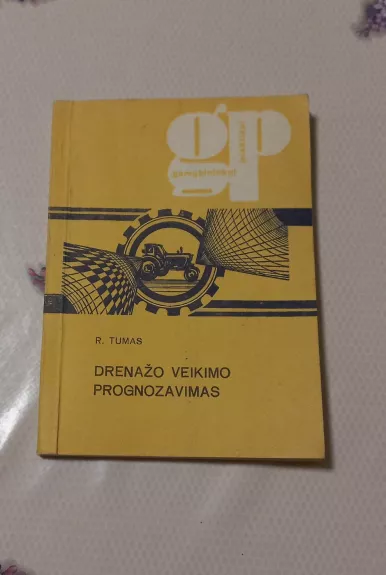 gp
R. TUMAS
DRENAŽO VEIKIMO
PROGNOZAVIMAS